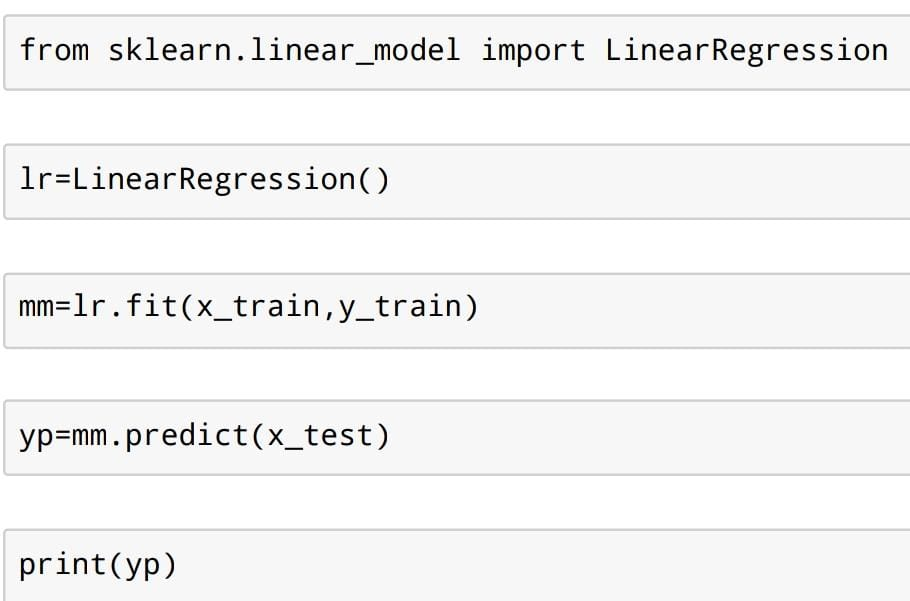 from sklearn.linear_model import LinearRegression
lr=LinearRegression()
mm=lr.fit(x_train,y_train)
yp=mm.predict(x_test)
print(yp)